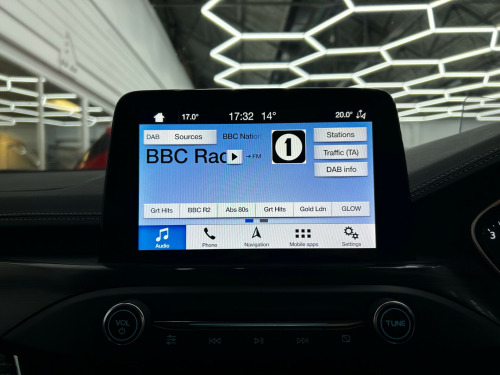 17.0° 17:32 14° 20.0°
DAB Sources BBC Nation Stations
BBC Rad → FM 1 Traffic (TA)
DAB info
Grt Hits BBC R2 Abs 80s Grt Hits Gold Ldn GLOW
Audio Phone Navigation Mobile apps Settings
VOL TUNE
3